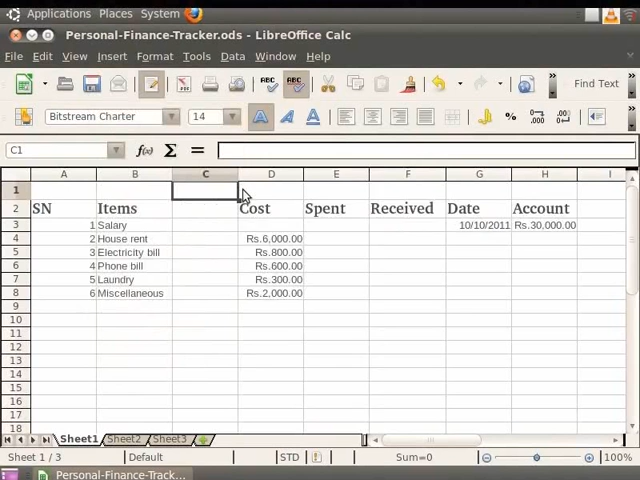 Applications Places System
Personal-Finance-Tracker.ods - LibreOffice Calc
File Edit View Insert Format Tools Data Window Help
ABC ABC Find Text
Bitstream Charter 14 A A A % .000 .000
C1 f(x) Σ =
A B C D E F G H I
1
2 SN Items Cost Spent Received Date Account
3 1 Salary 10/10/2011 Rs.30,000.00
4 2 House rent Rs.6,000.00
5 3 Electricity bill Rs.800.00
6 4 Phone bill Rs.600.00
7 5 Laundry Rs.300.00
8 6 Miscellaneous Rs.2,000.00
9
10
11
12
13
14
15
16
17
18
Sheet1 Sheet2 Sheet3
Sheet 1 / 3 Default STD Sum=0 100%
Personal-Finance-Track...